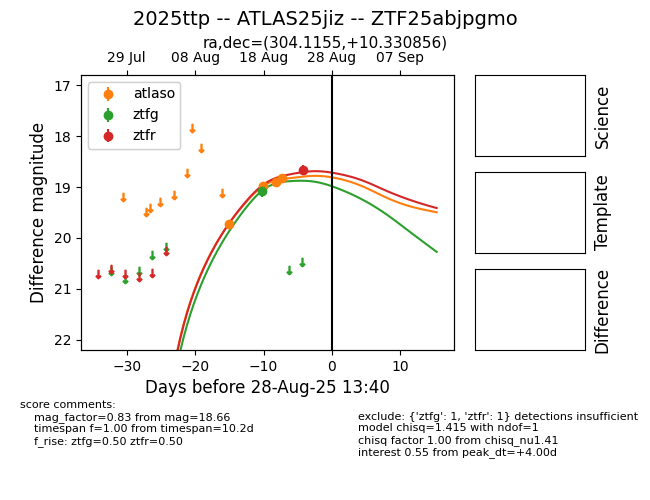 2025ttp -- ATLAS25jiz -- ZTF25abjpgmo
ra,dec=(304.1155,+10.330856)
29 Jul 08 Aug 18 Aug 28 Aug 07 Sep
atlaso
ztfg
ztfr
17
18
19
20
21
22
Difference magnitude
−30 −20 −10 0 10
Days before 28-Aug-25 13:40
Science
Template
Difference
score comments:
mag_factor=0.83 from mag=18.66
timespan f=1.00 from timespan=10.2d
f_rise: ztfg=0.50 ztfr=0.50
exclude: {'ztfg': 1, 'ztfr': 1} detections insufficient
model chisq=1.415 with ndof=1
chisq factor 1.00 from chisq_nu1.41
interest 0.55 from peak_dt=+4.00d